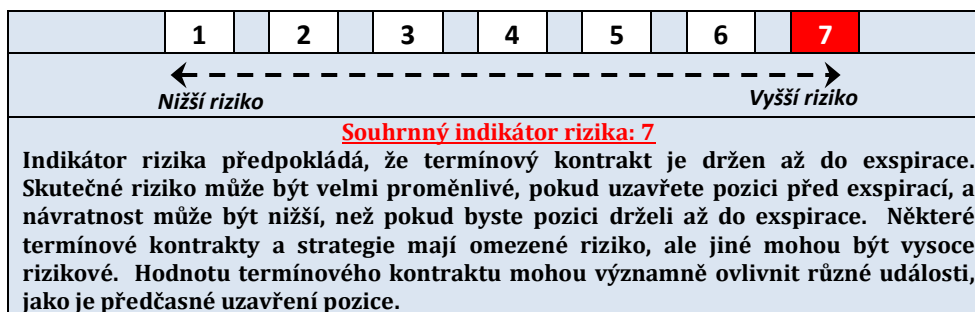 1 2 3 4 5 6 7
Nižší riziko Vyšší riziko
Souhrnný indikátor rizika: 7
Indikátor rizika předpokládá, že termínový kontrakt je držen až do exspirace.
Skutečné riziko může být velmi proměnlivé, pokud uzavřete pozici před exspirací, a
návratnost může být nižší, než pokud byste pozici drželi až do exspirace. Některé
termínové kontrakty a strategie mají omezené riziko, ale jiné mohou být vysoce
rizikové. Hodnotu termínového kontraktu mohou významně ovlivnit různé události,
jako je předčasné uzavření pozice.